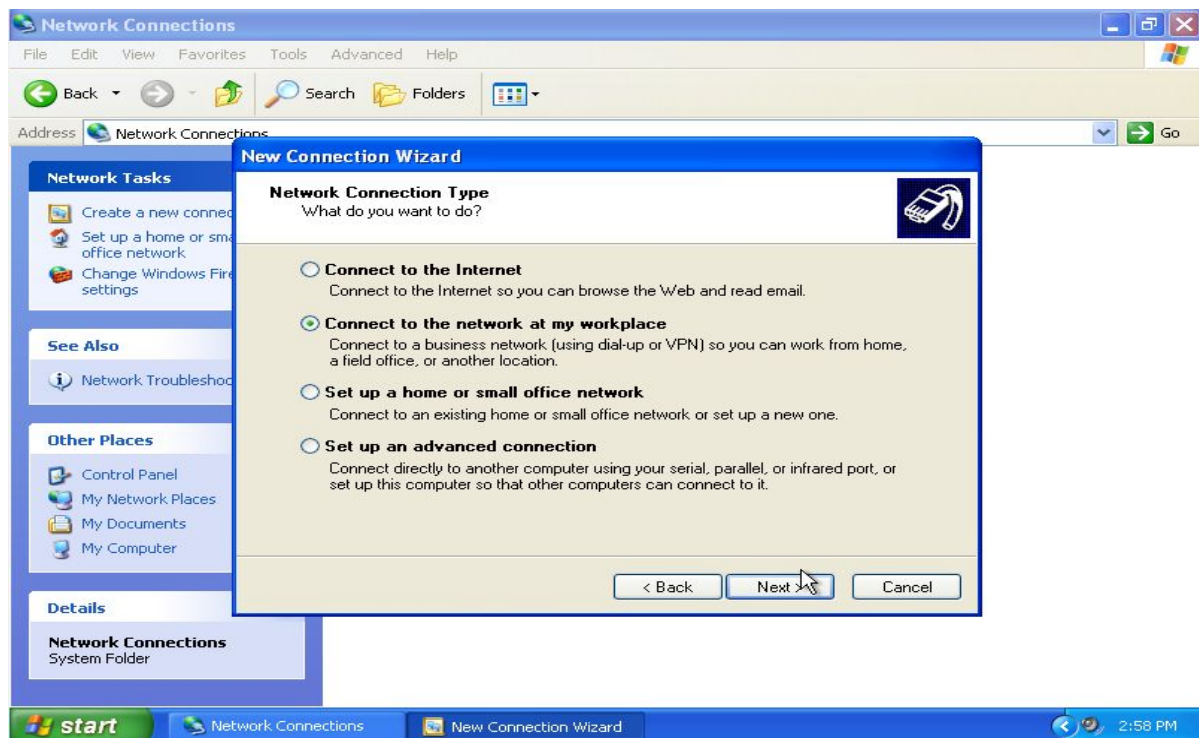 Network Connections
File Edit View Favorites Tools Advanced Help
Back Search Folders
Address Network Connections Go
Network Tasks
Create a new connec
Set up a home or sma
office network
Change Windows Fire
settings
See Also
Network Troubleshoo
Other Places
Control Panel
My Network Places
My Documents
My Computer
Details
Network Connections
System Folder
New Connection Wizard
Network Connection Type
What do you want to do?
Connect to the Internet
Connect to the Internet so you can browse the Web and read email.
Connect to the network at my workplace
Connect to a business network (using dial-up or VPN) so you can work from home,
a field office, or another location.
Set up a home or small office network
Connect to an existing home or small office network or set up a new one.
Set up an advanced connection
Connect directly to another computer using your serial, parallel, or infrared port, or
set up this computer so that other computers can connect to it.
< Back Next > Cancel
start Network Connections New Connection Wizard 2:58 PM